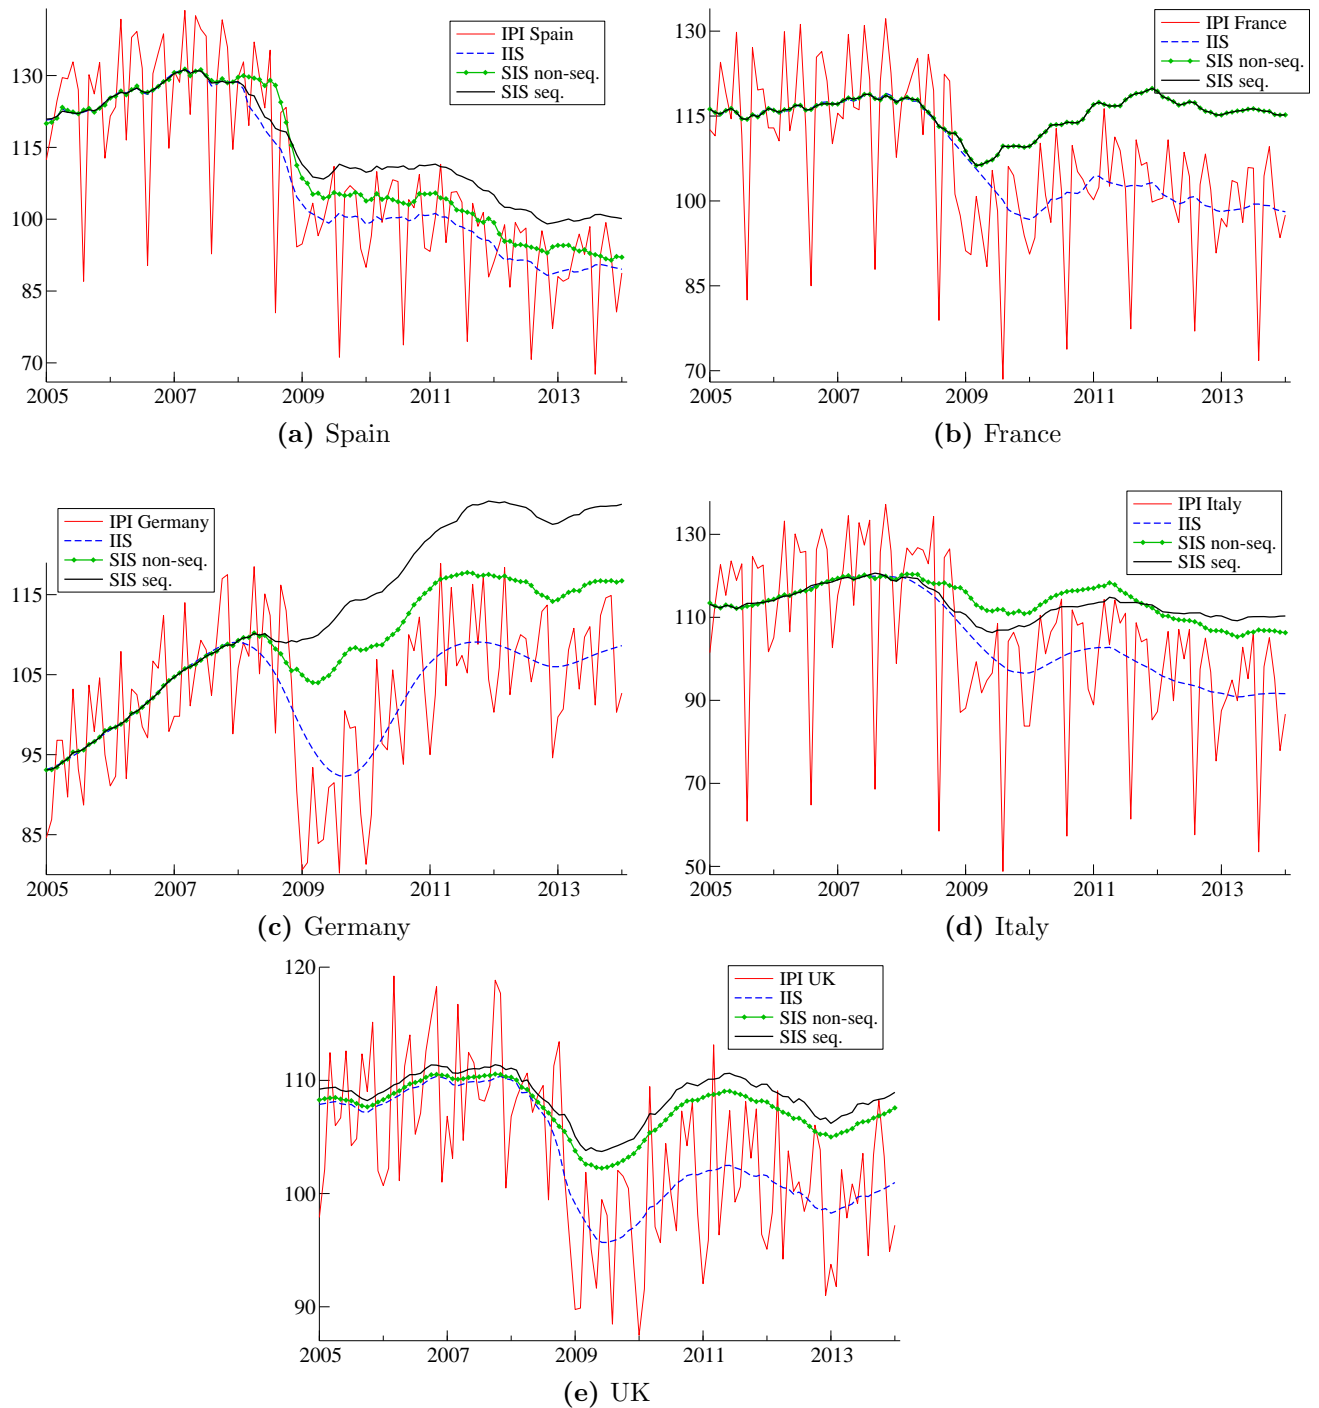 IPI Spain
IIS
SIS non-seq.
SIS seq.
130
115
100
85
70
2005 2007 2009 2011 2013
(a) Spain
IPI France
IIS
SIS non-seq.
SIS seq.
130
115
100
85
70
2005 2007 2009 2011 2013
(b) France
IPI Germany
IIS
SIS non-seq.
SIS seq.
115
105
95
85
2005 2007 2009 2011 2013
(c) Germany
IPI Italy
IIS
SIS non-seq.
SIS seq.
130
110
90
70
50
2005 2007 2009 2011 2013
(d) Italy
IPI UK
IIS
SIS non-seq.
SIS seq.
120
110
100
90
2005 2007 2009 2011 2013
(e) UK